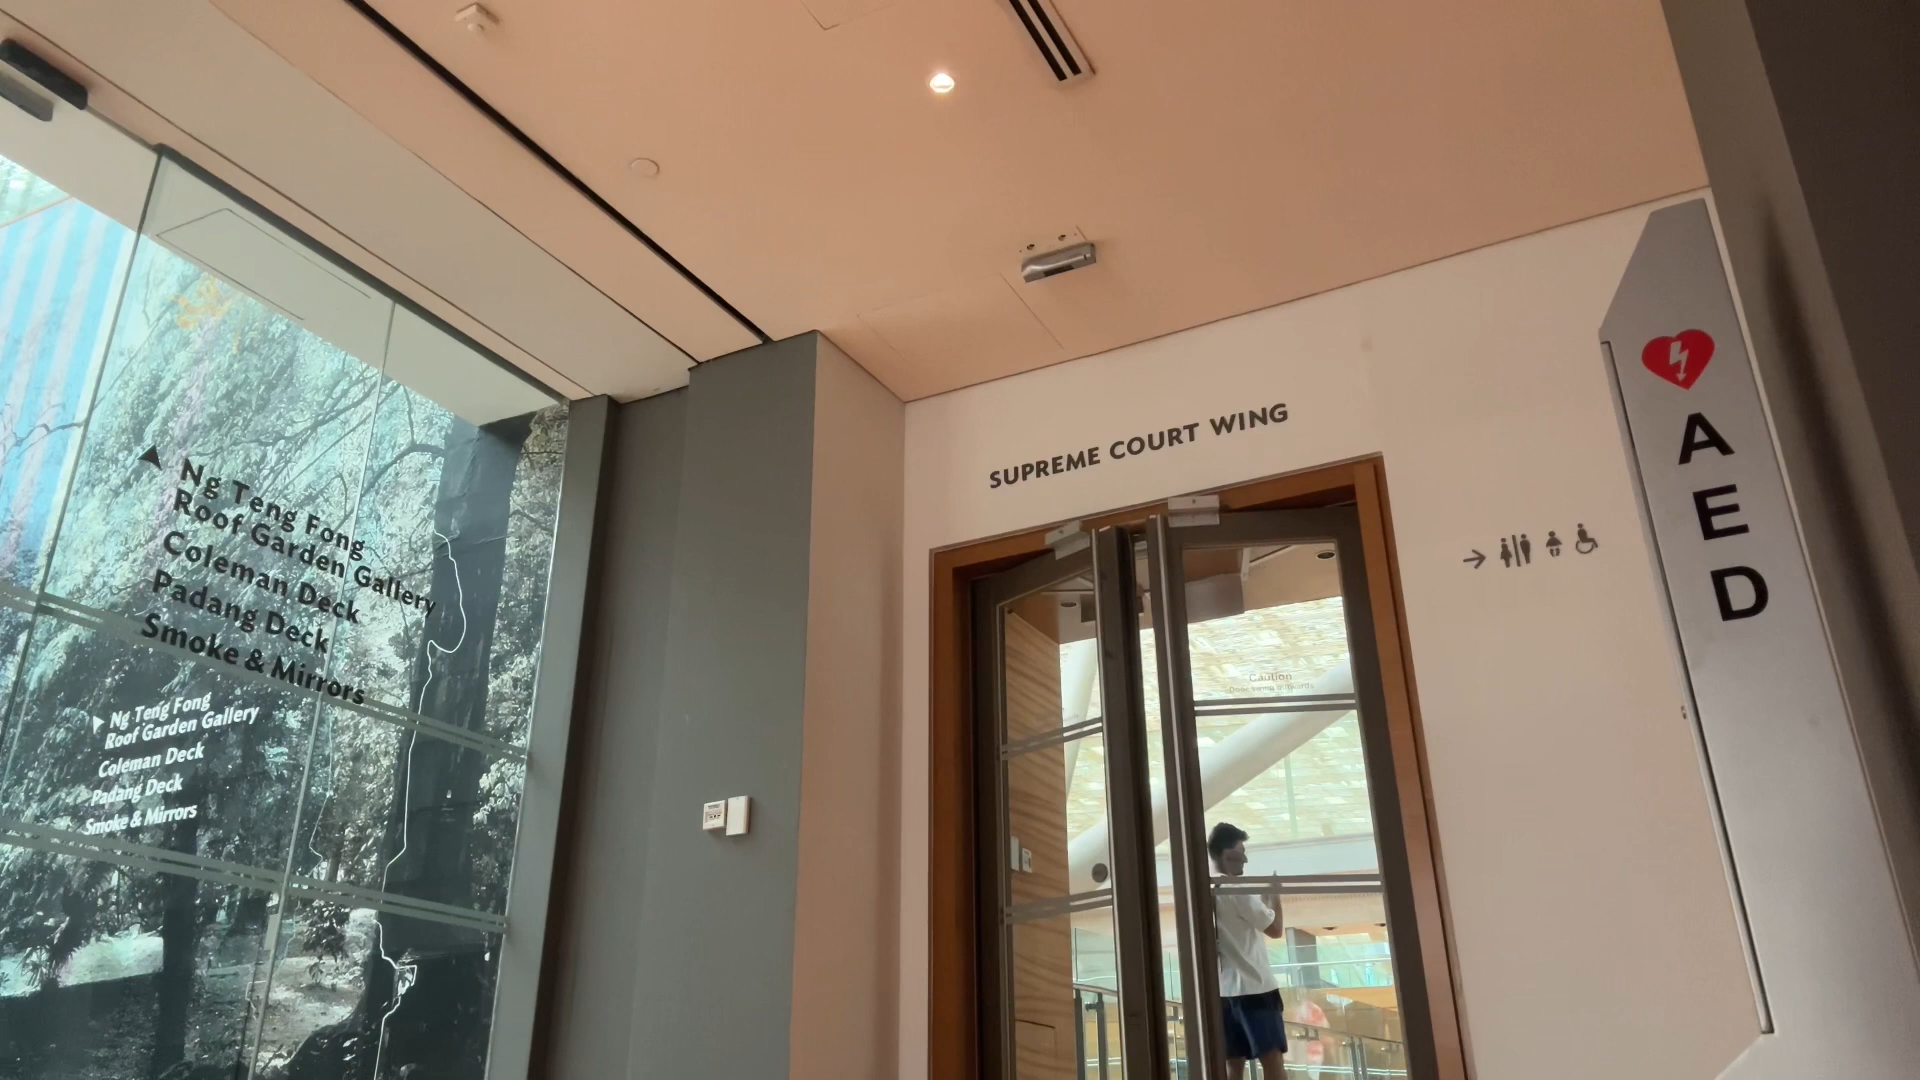 Ng Teng Fong
Roof Garden Gallery
Coleman Deck
Padang Deck
Smoke & Mirrors
Ng Teng Fong
Roof Garden Gallery
Coleman Deck
Padang Deck
Smoke & Mirrors
SUPREME COURT WING
Caution
AED